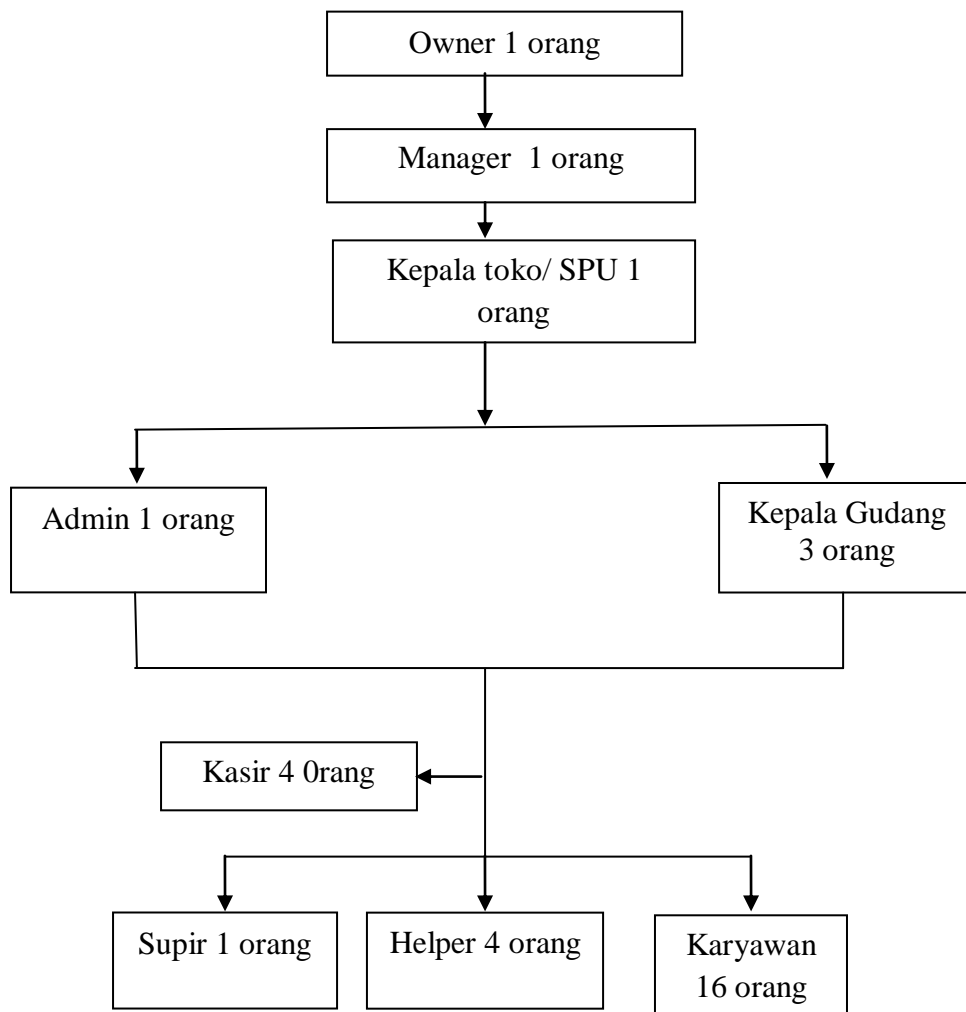 Owner 1 orang
Manager  1 orang
Kepala toko/ SPU 1
orang
Admin 1 orang
Kepala Gudang
3 orang
Kasir 4 0rang
Supir 1 orang
Helper 4 orang
Karyawan
16 orang